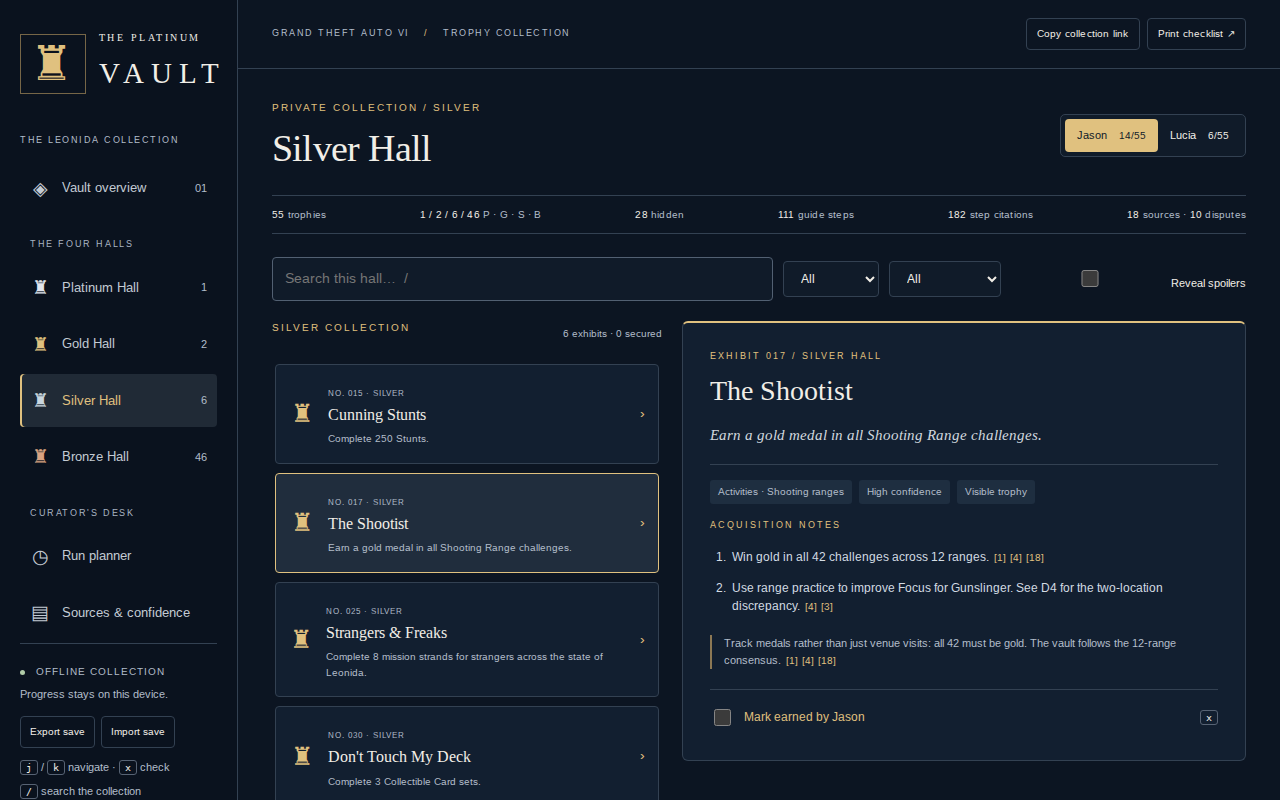 THE PLATINUM
VAULT
THE LEONIDA COLLECTION
Vault overview 01
THE FOUR HALLS
Platinum Hall 1
Gold Hall 2
Silver Hall 6
Bronze Hall 46
CURATOR'S DESK
Run planner
Sources & confidence
OFFLINE COLLECTION
Progress stays on this device.
Export save Import save
j / k navigate · x check
/ search the collection
GRAND THEFT AUTO VI / TROPHY COLLECTION
Copy collection link Print checklist ↗
PRIVATE COLLECTION / SILVER
Silver Hall
Jason 14/55 Lucia 6/55
55 trophies 1 / 2 / 6 / 46 P · G · S · B 28 hidden 111 guide steps 182 step citations 18 sources · 10 disputes
Search this hall… / All All Reveal spoilers
SILVER COLLECTION 6 exhibits · 0 secured
NO. 015 · SILVER
Cunning Stunts ›
Complete 250 Stunts.
NO. 017 · SILVER
The Shootist ›
Earn a gold medal in all Shooting Range challenges.
NO. 025 · SILVER
Strangers & Freaks ›
Complete 8 mission strands for strangers across the state of
Leonida.
NO. 030 · SILVER
Don't Touch My Deck ›
Complete 3 Collectible Card sets.
EXHIBIT 017 / SILVER HALL
The Shootist
Earn a gold medal in all Shooting Range challenges.
Activities · Shooting ranges High confidence Visible trophy
ACQUISITION NOTES
1. Win gold in all 42 challenges across 12 ranges. [1] [4] [18]
2. Use range practice to improve Focus for Gunslinger. See D4 for the two-location
discrepancy. [4] [3]
Track medals rather than just venue visits: all 42 must be gold. The vault follows the 12-range
consensus. [1] [4] [18]
Mark earned by Jason x